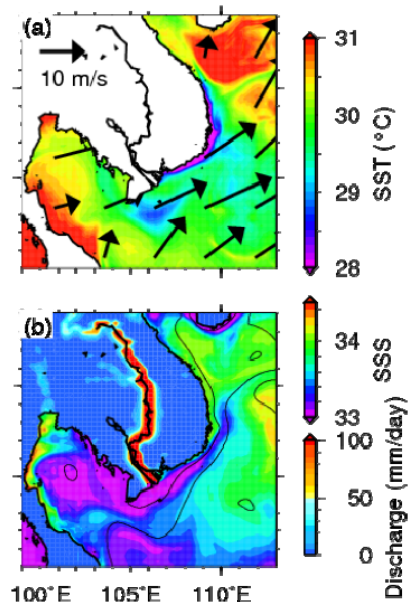 (a)
10 m/s
31
30
29
28
SST (°C)
(b)
34
33
SSS
100
50
0
Discharge (mm/day)
100°E 105°E 110°E